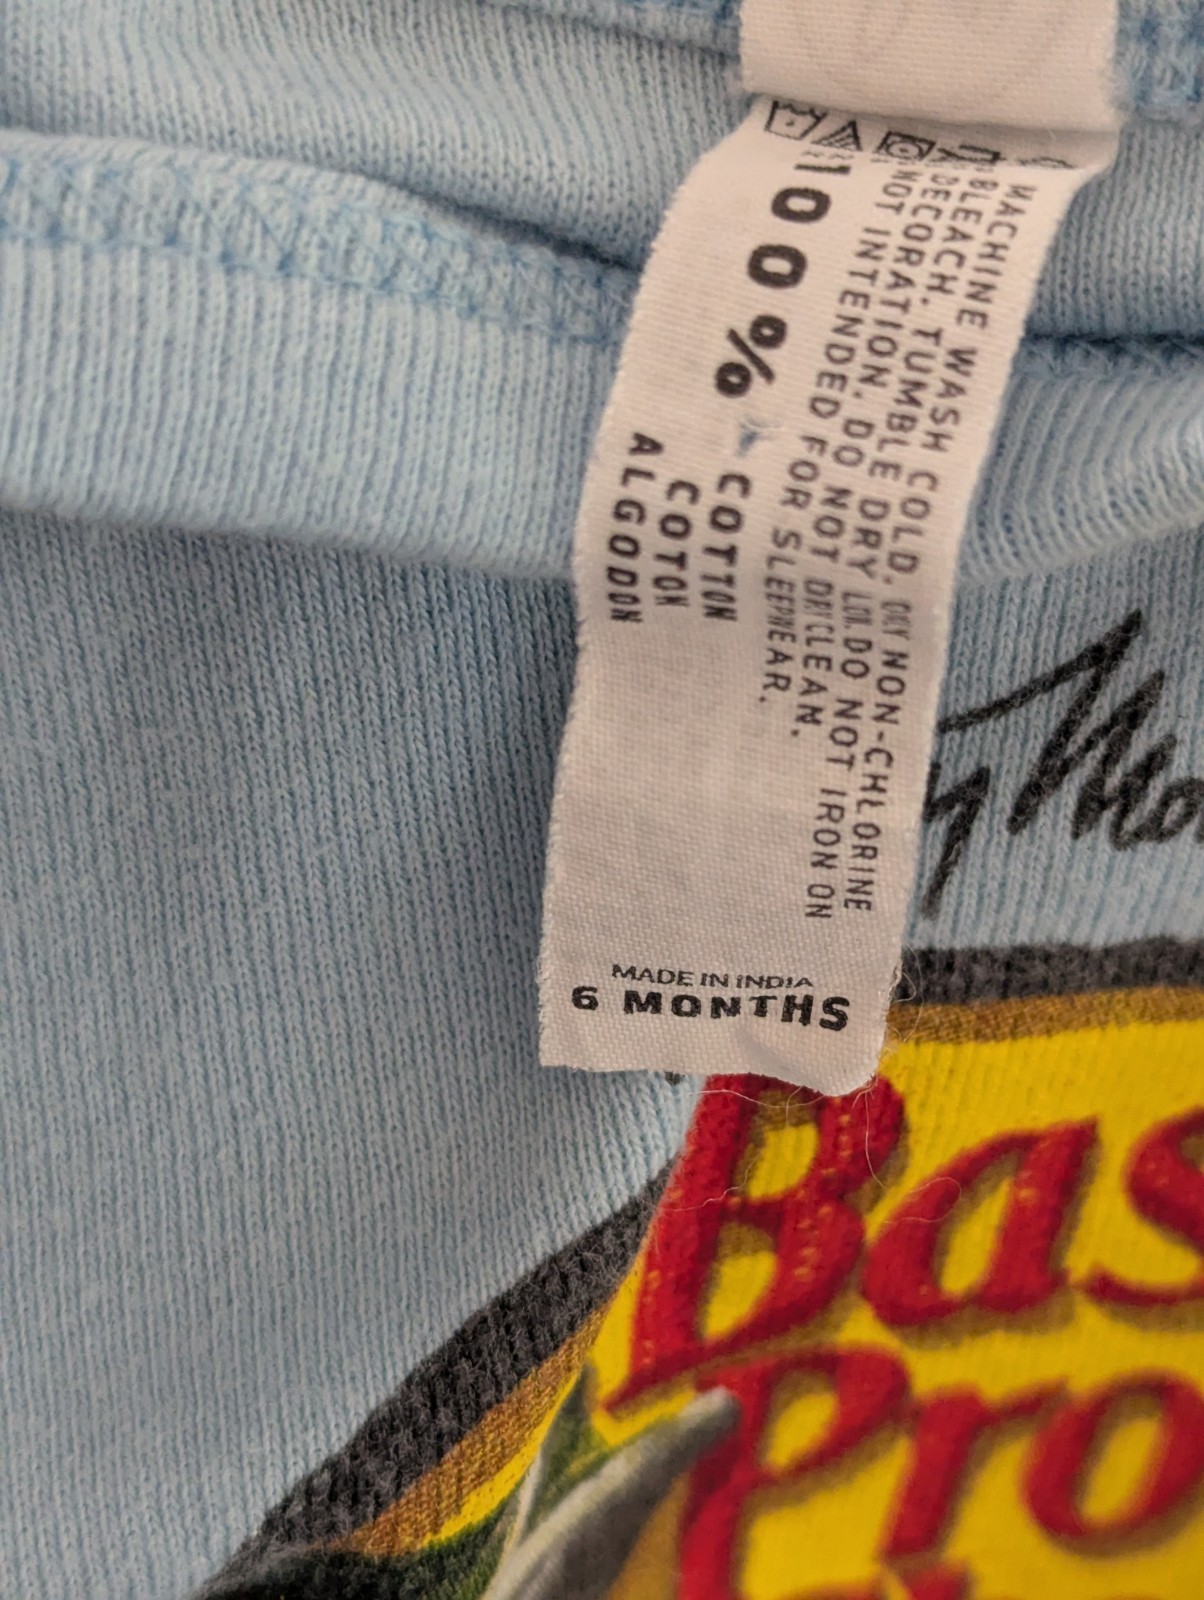 100%
COTTON
COTON
ALGODON
MACHINE WASH COLD. ONLY NON-CHLORINE
BLEACH. TUMBLE DRY LOW. DO NOT IRON ON
DECORATION. DO NOT DRYCLEAN.
NOT INTENDED FOR SLEEPWEAR.
MADE IN INDIA
6 MONTHS
y Mo
Bas
Pro